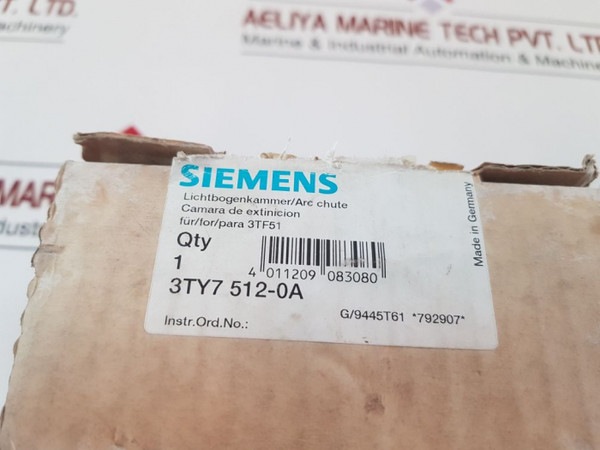 AELIYA MARINE TECH PVT. LTD
Marine & Industrial Automation & Machine
SIEMENS
Lichtbogenkammer/Arc chute
Camara de extinicion
für/for/para 3TF51
Qty
1
4 011209 083080
3TY7 512-0A
G/9445T61 *792907*
Instr.Ord.No.:
Made in Germany